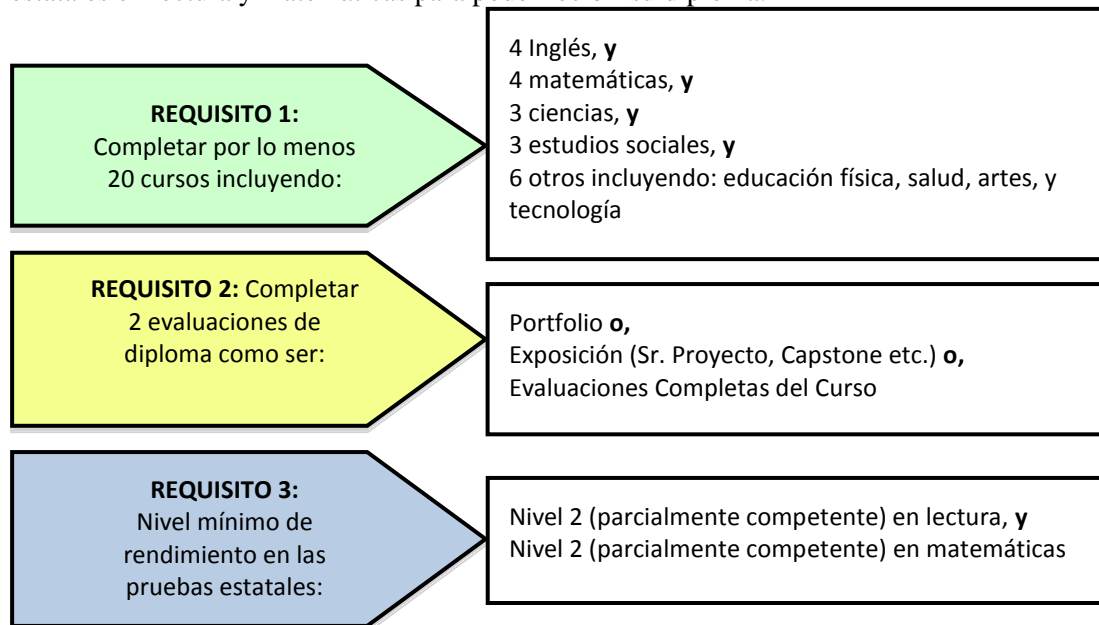 REQUISITO 1:
Completar por lo menos
20 cursos incluyendo:
4 Inglés, y
4 matemáticas, y
3 ciencias, y
3 estudios sociales, y
6 otros incluyendo: educación física, salud, artes, y
tecnología
REQUISITO 2: Completar
2 evaluaciones de
diploma como ser:
Portfolio o,
Exposición (Sr. Proyecto, Capstone etc.) o,
Evaluaciones Completas del Curso
REQUISITO 3:
Nivel mínimo de
rendimiento en las
pruebas estatales:
Nivel 2 (parcialmente competente) en lectura, y
Nivel 2 (parcialmente competente) en matemáticas